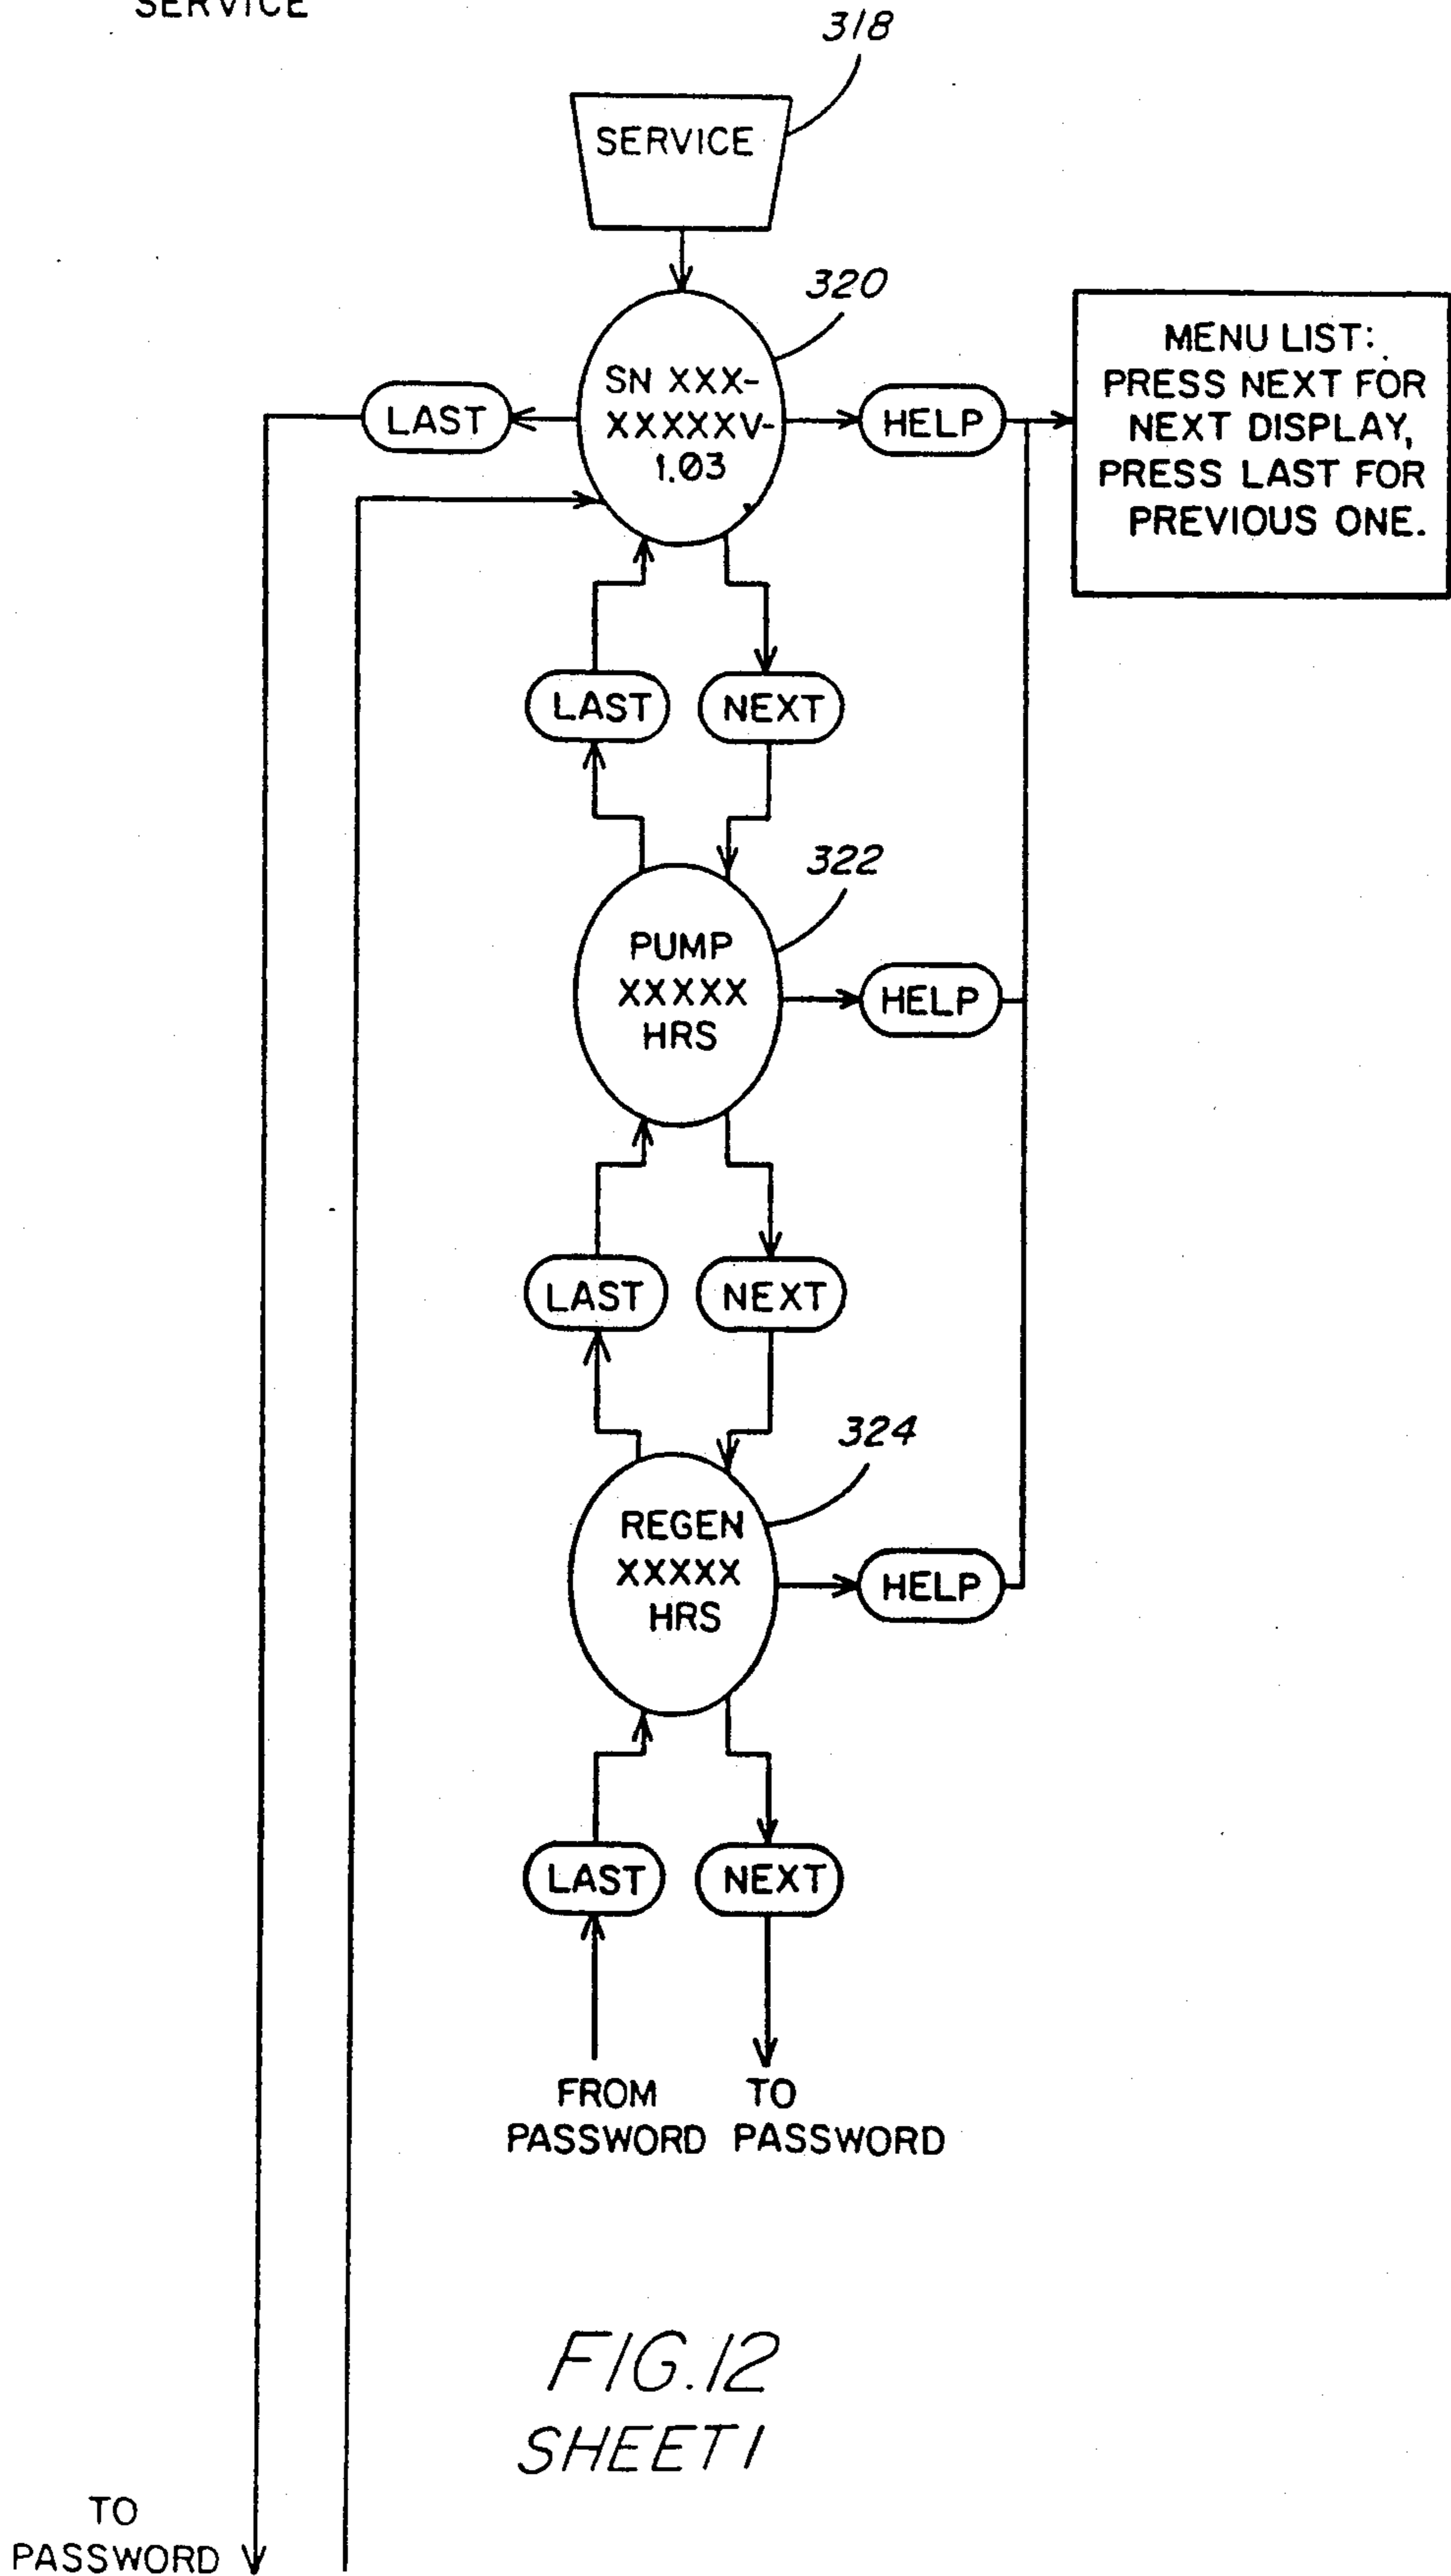 SERVICE
318
SERVICE
320
SN XXX-
XXXXXV-
1.03
LAST
HELP
MENU LIST:
PRESS NEXT FOR
NEXT DISPLAY,
PRESS LAST FOR
PREVIOUS ONE.
LAST
NEXT
322
PUMP
XXXXX
HRS
HELP
LAST
NEXT
324
REGEN
XXXXX
HRS
HELP
LAST
NEXT
FROM
PASSWORD
TO
PASSWORD
FIG.12
SHEET 1
TO
PASSWORD